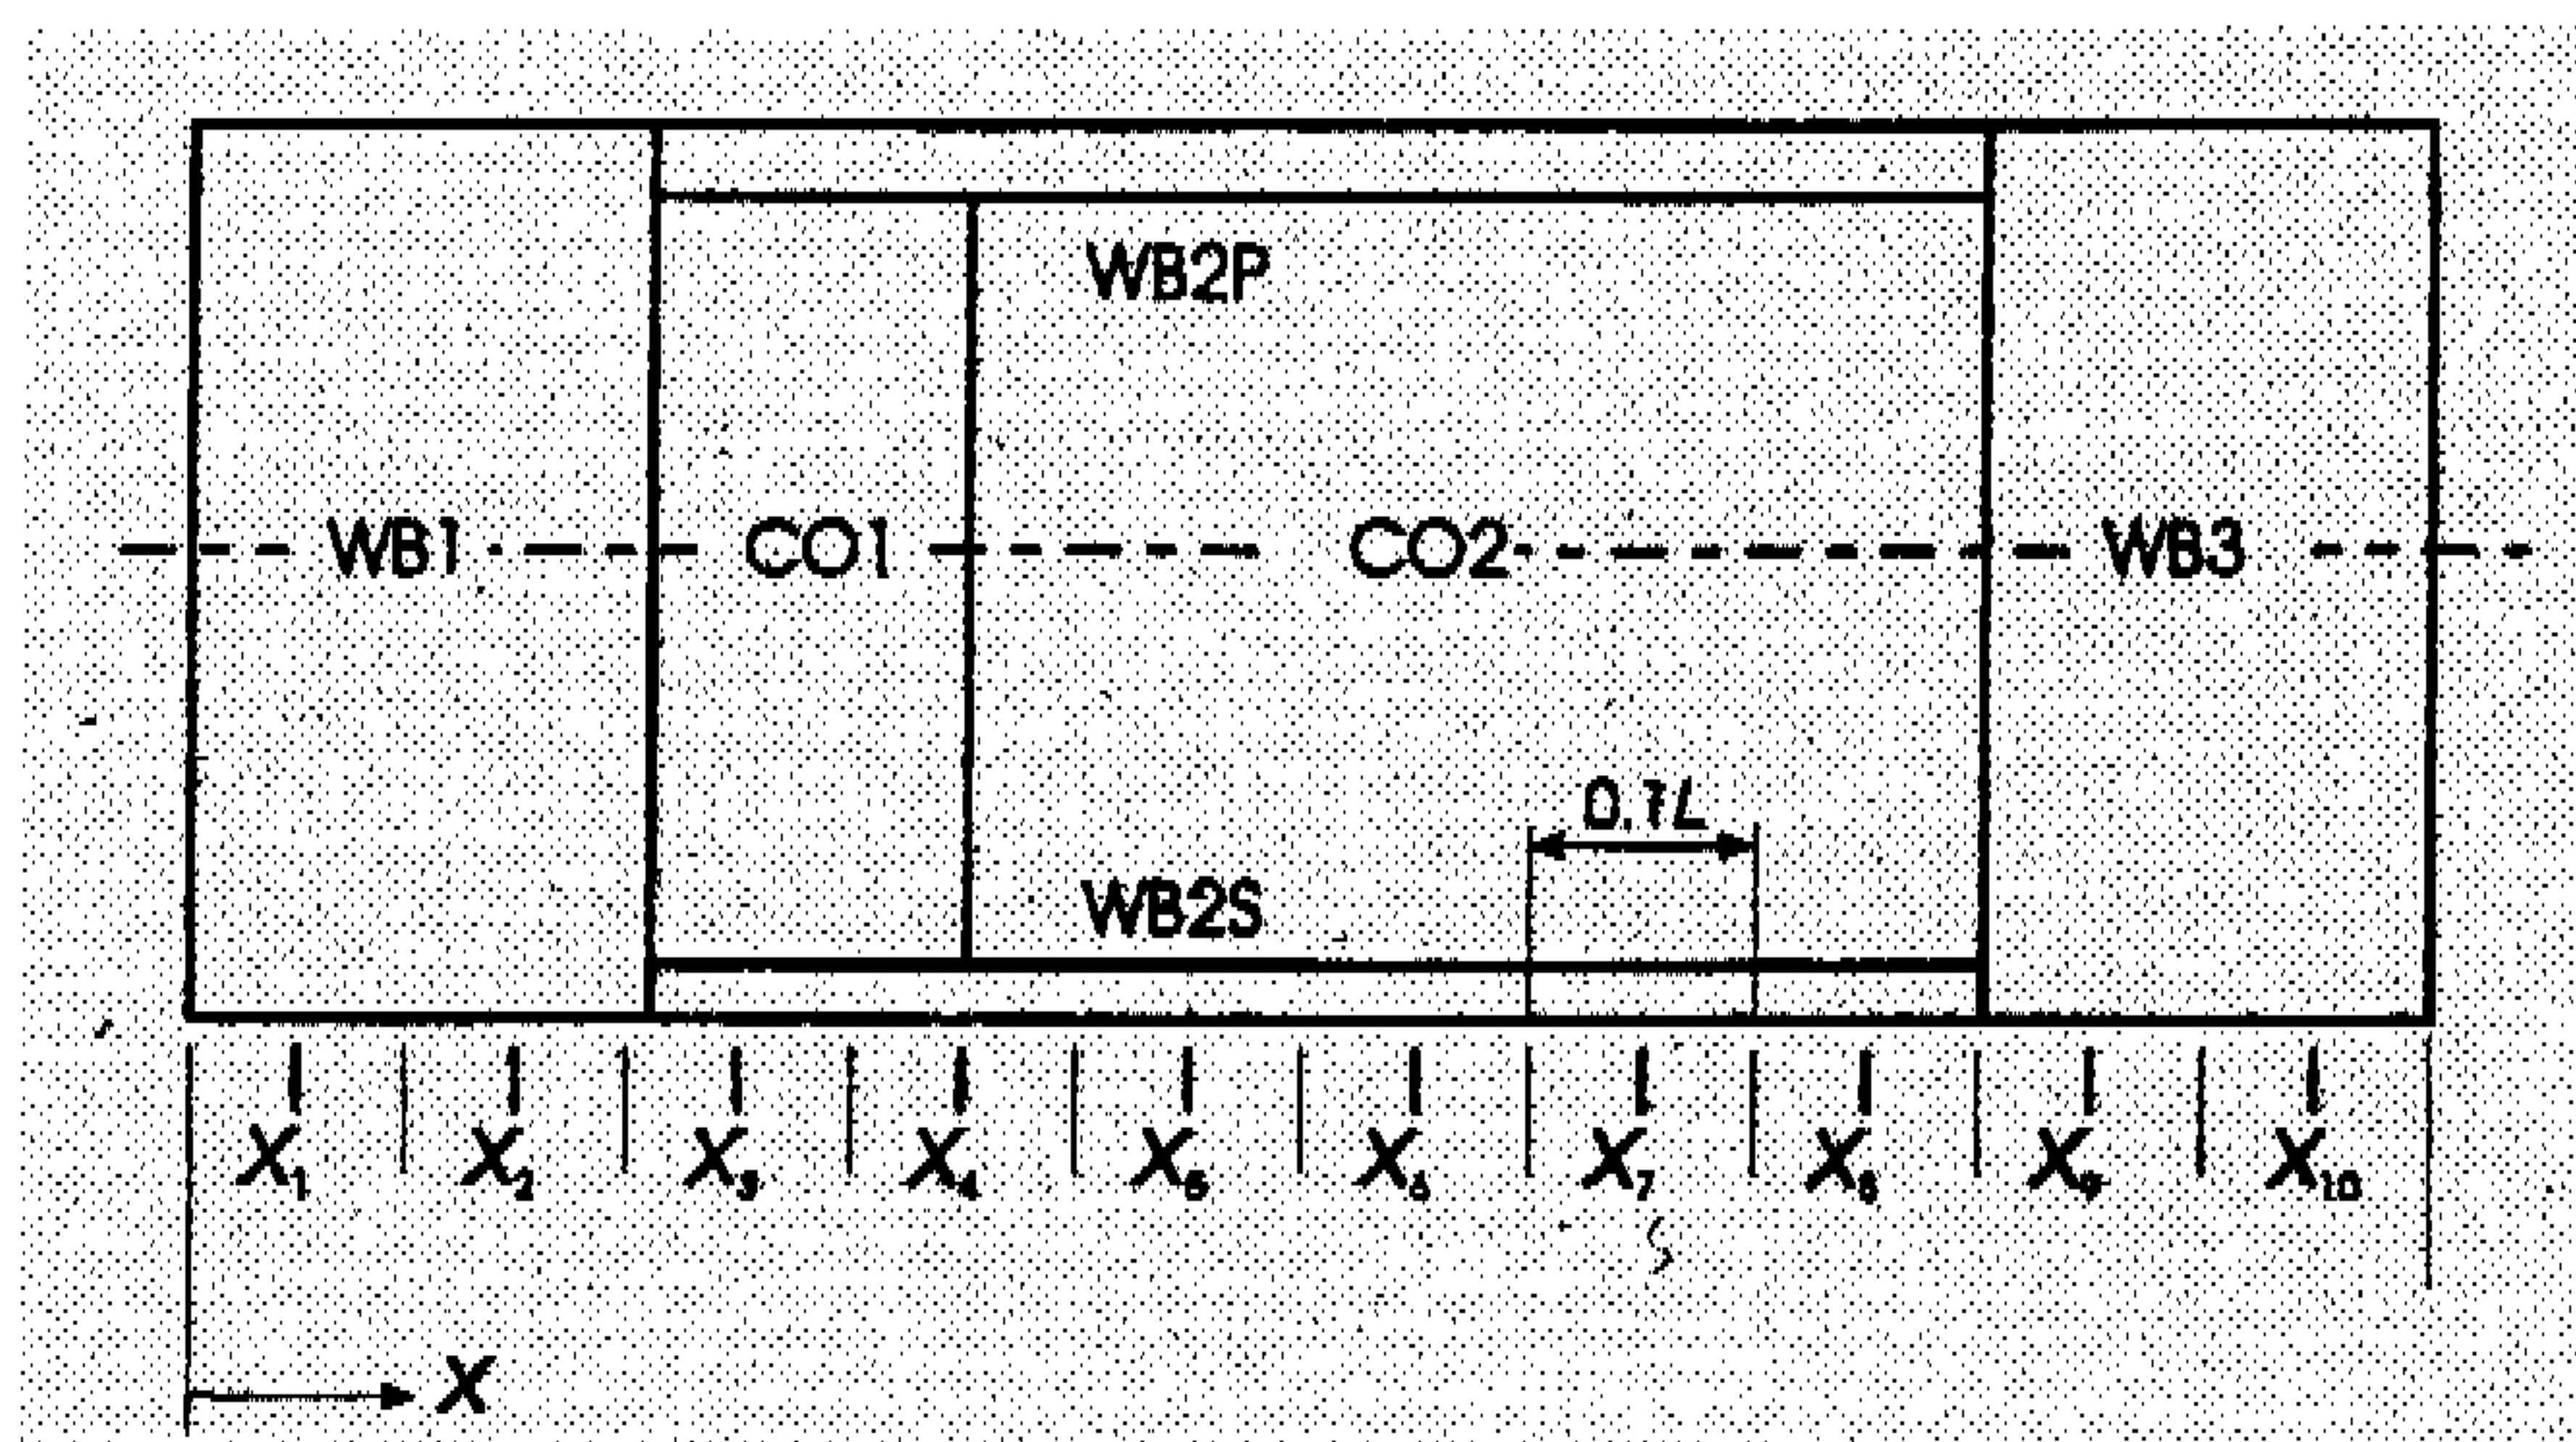 WB2P
WB1 CO1 CO2 WB3
0.1L
WB2S
X₁ X₂ X₃ X₄ X₅ X₆ X₇ X₈ X₉ X₁₀
X